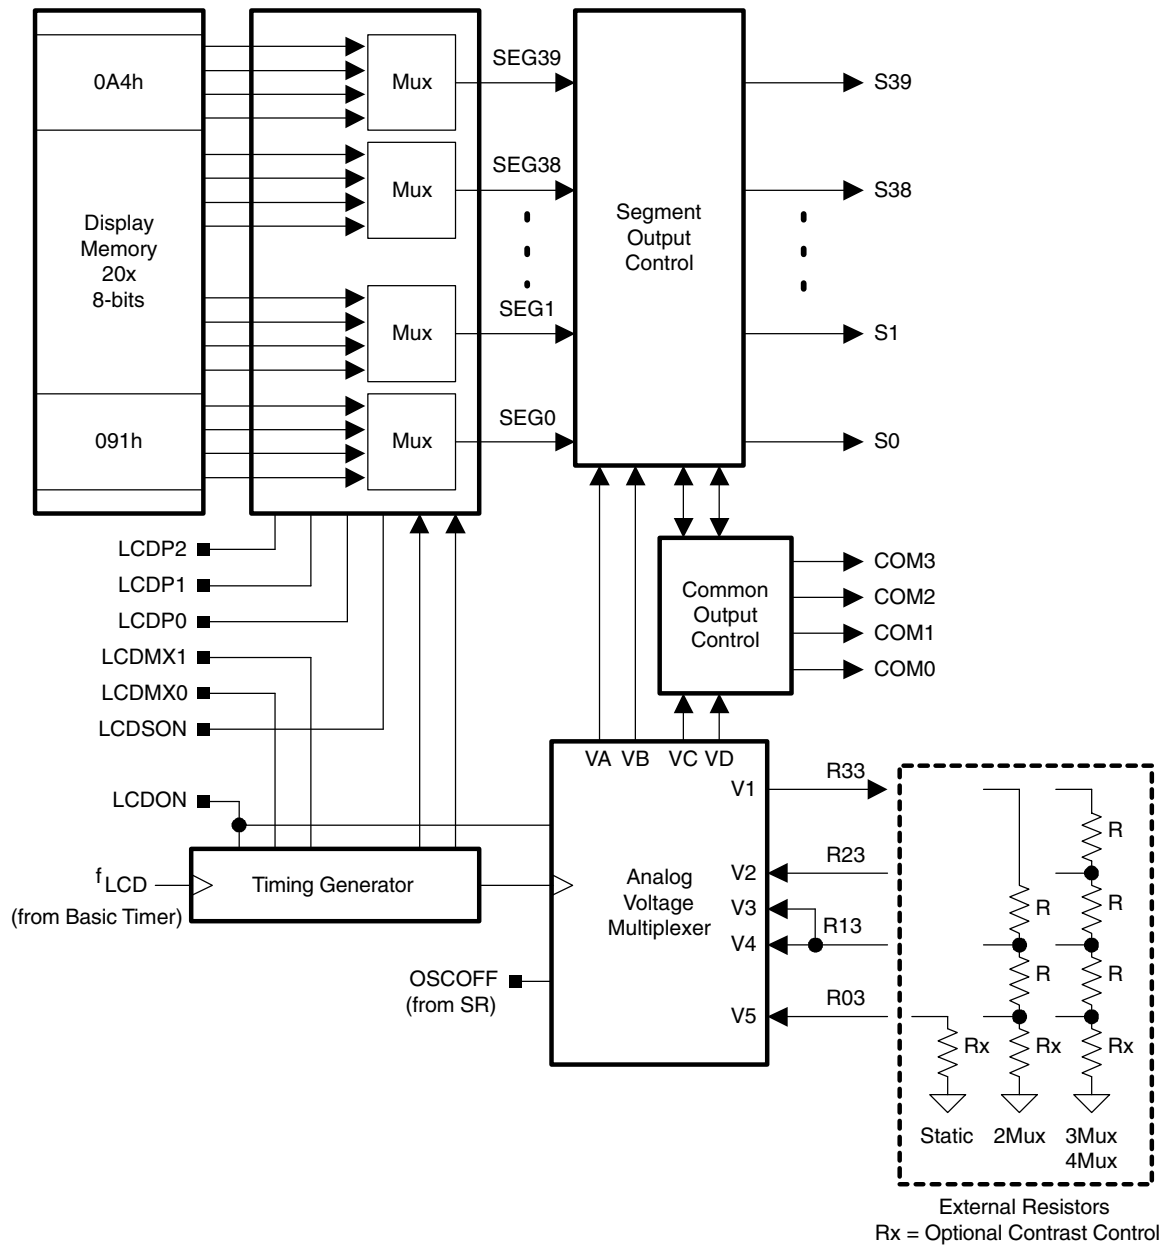 0A4h
Display
Memory
20x
8-bits
091h
Mux
Mux
Mux
Mux
SEG39
SEG38
SEG1
SEG0
Segment
Output
Control
S39
S38
S1
S0
LCDP2
LCDP1
LCDP0
LCDMX1
LCDMX0
LCDSON
LCDON
Common
Output
Control
COM3
COM2
COM1
COM0
fLCD
(from Basic Timer)
Timing Generator
OSCOFF
(from SR)
VA VB VC VD
V1
V2
V3
V4
V5
Analog
Voltage
Multiplexer
R33
R23
R13
R03
R
R
R
R
R
Rx
Rx
Rx
Static 2Mux 3Mux
4Mux
External Resistors
Rx = Optional Contrast Control